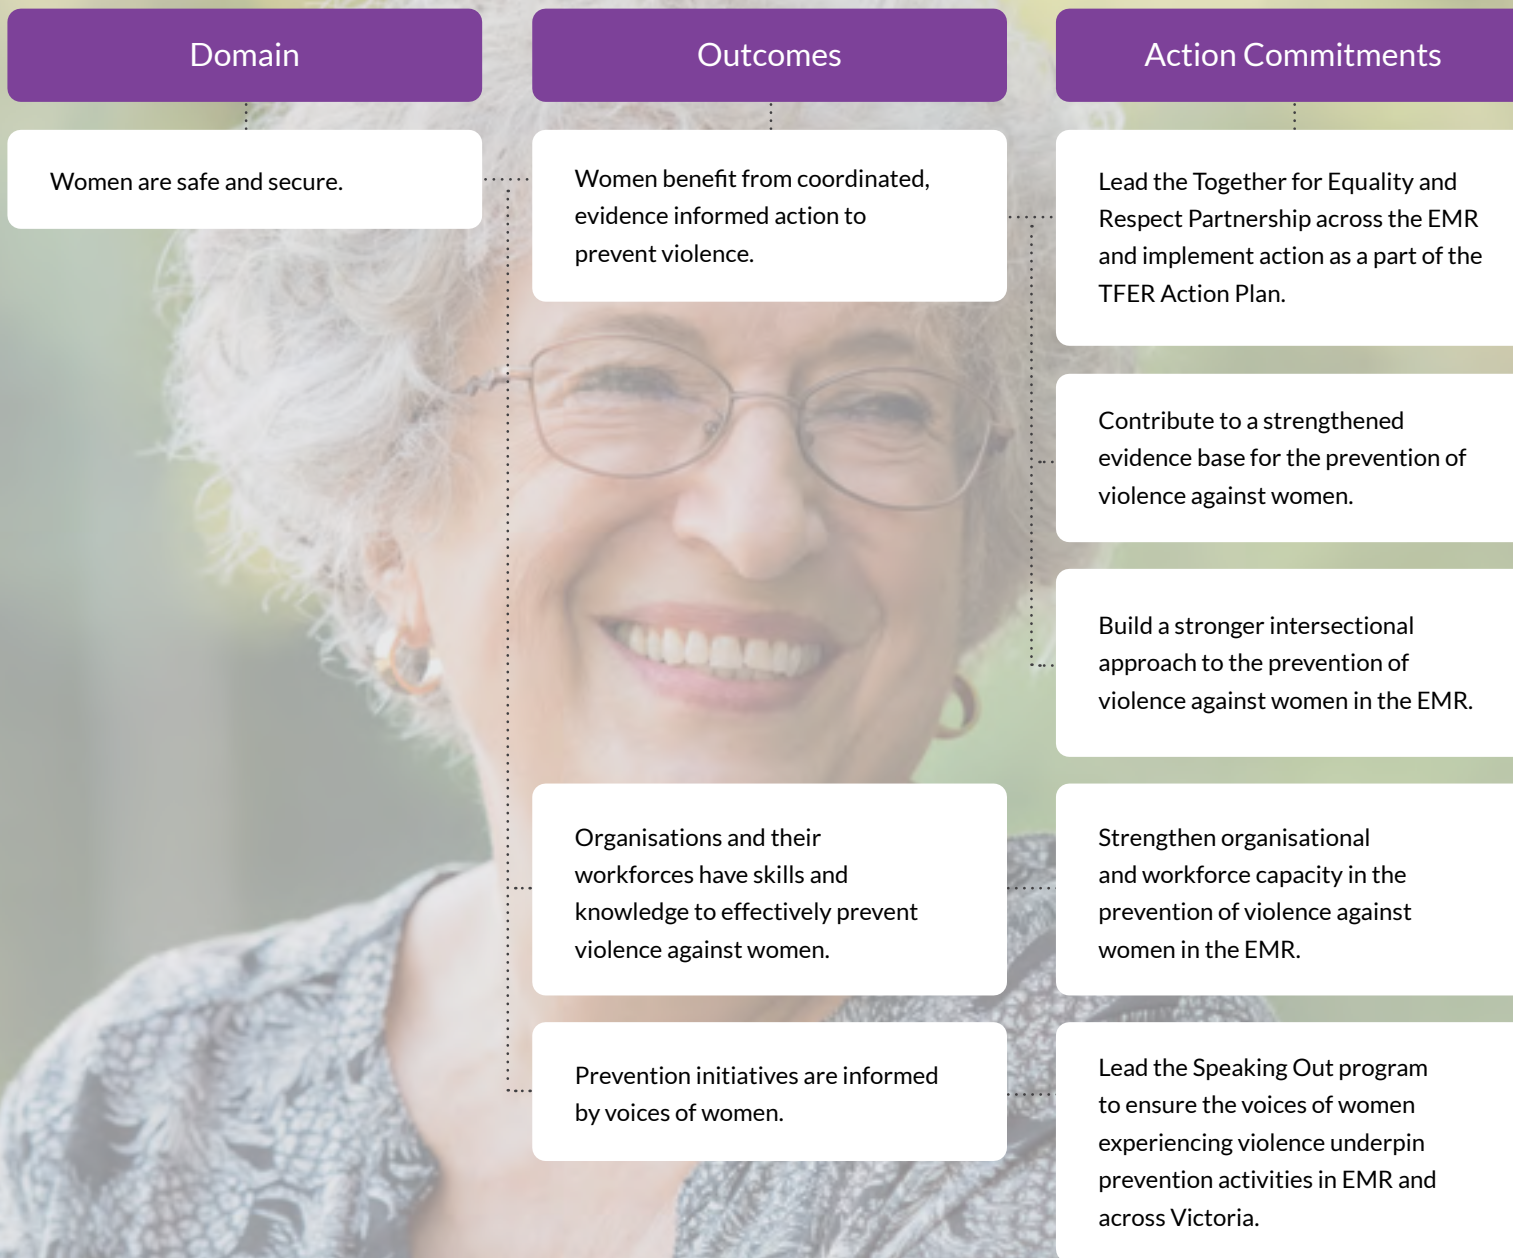 Domain
Outcomes
Action Commitments
Women are safe and secure.
Women benefit from coordinated,
evidence informed action to
prevent violence.
Lead the Together for Equality and
Respect Partnership across the EMR
and implement action as a part of the
TFER Action Plan.
Contribute to a strengthened
evidence base for the prevention of
violence against women.
Build a stronger intersectional
approach to the prevention of
violence against women in the EMR.
Organisations and their
workforces have skills and
knowledge to effectively prevent
violence against women.
Strengthen organisational
and workforce capacity in the
prevention of violence against
women in the EMR.
Prevention initiatives are informed
by voices of women.
Lead the Speaking Out program
to ensure the voices of women
experiencing violence underpin
prevention activities in EMR and
across Victoria.